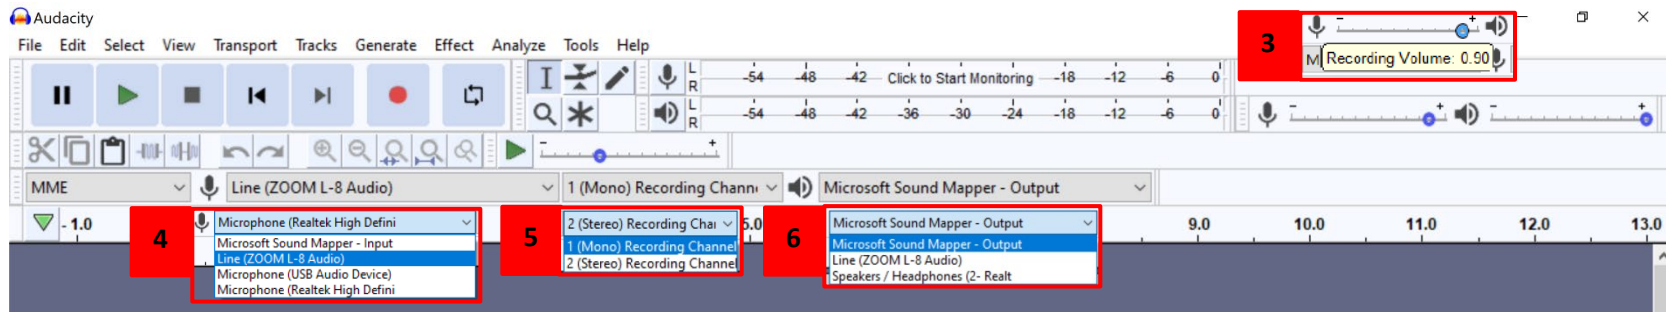 Audacity
File Edit Select View Transport Tracks Generate Effect Analyze Tools Help
3
- +
M Recording Volume: 0.90
L R -54 -48 -42 Click to Start Monitoring -18 -12 -6 0
L R -54 -48 -42 -36 -30 -24 -18 -12 -6 0
- + - +
- +
MME
Line (ZOOM L-8 Audio)
1 (Mono) Recording Chann
Microsoft Sound Mapper - Output
- 1.0
4
Microphone (Realtek High Defini
Microsoft Sound Mapper - Input
Line (ZOOM L-8 Audio)
Microphone (USB Audio Device)
Microphone (Realtek High Defini
5
2 (Stereo) Recording Cha
1 (Mono) Recording Channel
2 (Stereo) Recording Channel
5.0
6
Microsoft Sound Mapper - Output
Microsoft Sound Mapper - Output
Line (ZOOM L-8 Audio)
Speakers / Headphones (2- Realt
9.0 10.0 11.0 12.0 13.0